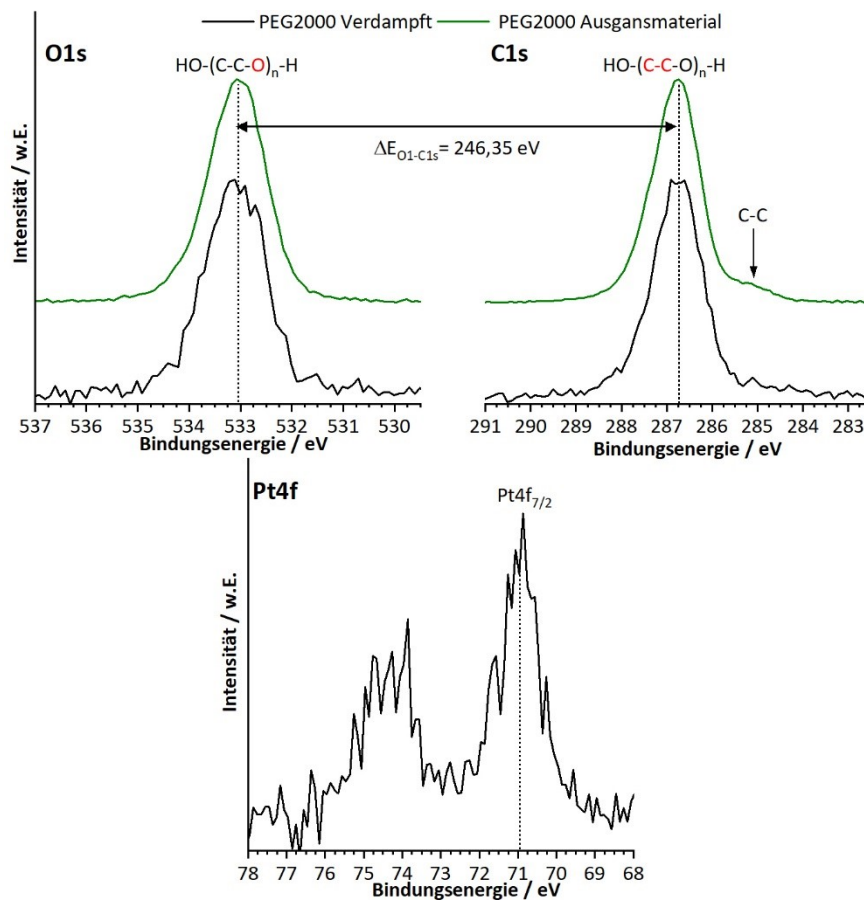 PEG2000 Verdampft PEG2000 Ausgansmaterial
O1s
HO-(C-C-O)n-H
C1s
HO-(C-C-O)n-H
ΔEO1-C1s= 246,35 eV
C-C
Intensität / w.E.
537 536 535 534 533 532 531 530
Bindungsenergie / eV
291 290 289 288 287 286 285 284 283
Bindungsenergie / eV
Pt4f
Pt4f7/2
Intensität / w.E.
78 77 76 75 74 73 72 71 70 69 68
Bindungsenergie / eV